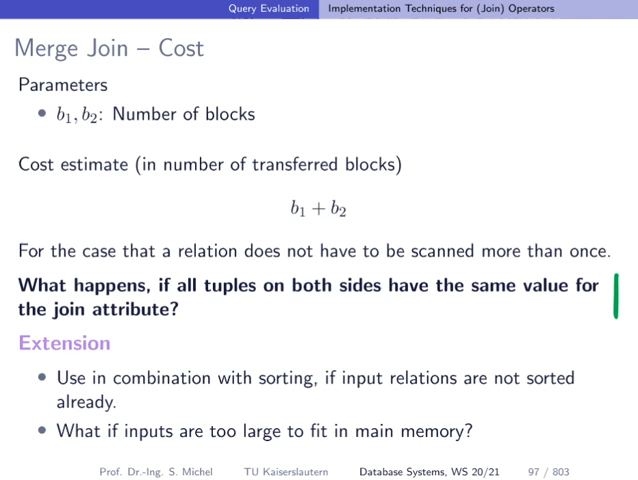 Query Evaluation Implementation Techniques for (Join) Operators
Merge Join – Cost
Parameters
• b₁, b₂: Number of blocks
Cost estimate (in number of transferred blocks)
b₁ + b₂
For the case that a relation does not have to be scanned more than once.
What happens, if all tuples on both sides have the same value for
the join attribute?
Extension
• Use in combination with sorting, if input relations are not sorted
already.
• What if inputs are too large to fit in main memory?
Prof. Dr.-Ing. S. Michel TU Kaiserslautern Database Systems, WS 20/21 97 / 803